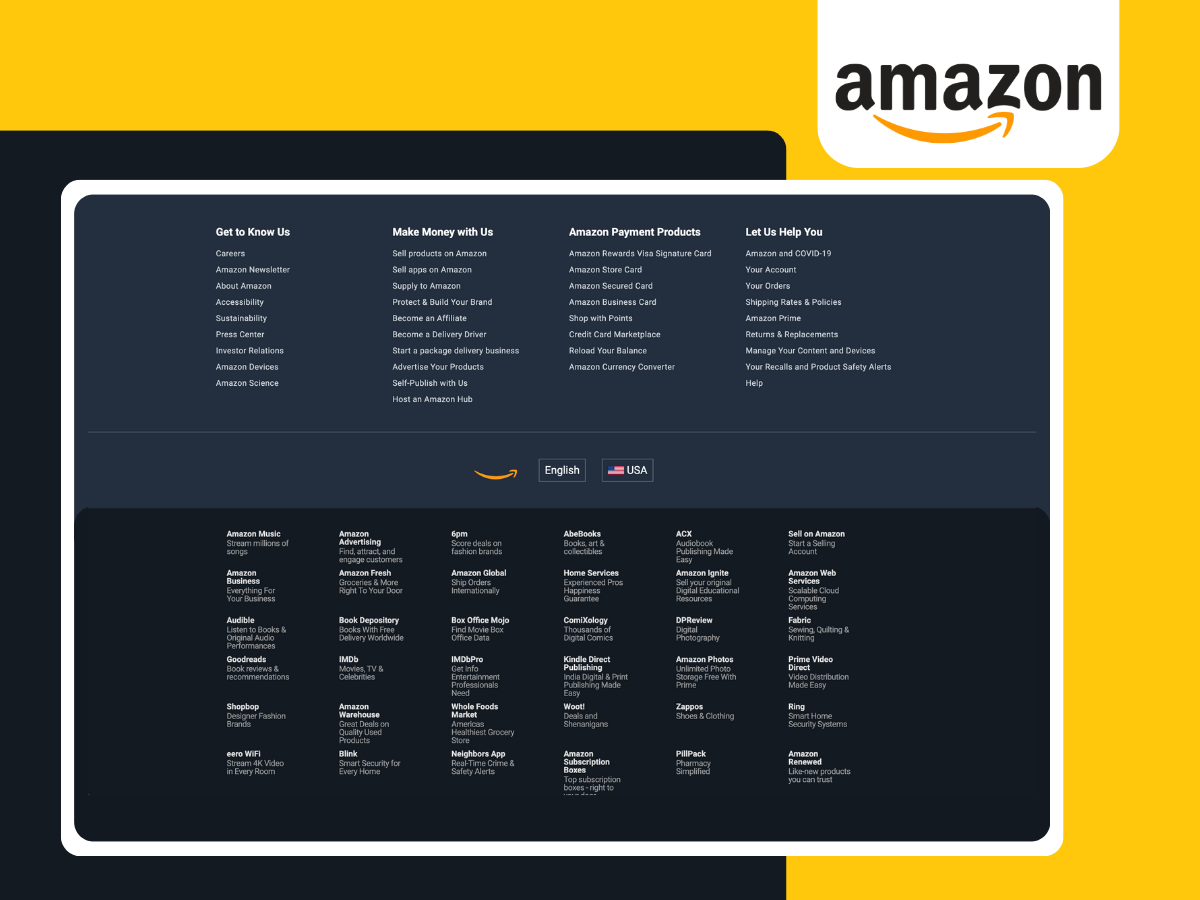 amazon
Get to Know Us
Careers
Amazon Newsletter
About Amazon
Accessibility
Sustainability
Press Center
Investor Relations
Amazon Devices
Amazon Science
Make Money with Us
Sell products on Amazon
Sell apps on Amazon
Supply to Amazon
Protect & Build Your Brand
Become an Affiliate
Become a Delivery Driver
Start a package delivery business
Advertise Your Products
Self-Publish with Us
Host an Amazon Hub
Amazon Payment Products
Amazon Rewards Visa Signature Card
Amazon Store Card
Amazon Secured Card
Amazon Business Card
Shop with Points
Credit Card Marketplace
Reload Your Balance
Amazon Currency Converter
Let Us Help You
Amazon and COVID-19
Your Account
Your Orders
Shipping Rates & Policies
Amazon Prime
Returns & Replacements
Manage Your Content and Devices
Your Recalls and Product Safety Alerts
Help
English
USA
Amazon Music
Stream millions of
songs
Amazon
Advertising
Find, attract, and
engage customers
6pm
Score deals on
fashion brands
AbeBooks
Books, art &
collectibles
ACX
Audiobook
Publishing Made
Easy
Sell on Amazon
Start a Selling
Account
Amazon
Business
Everything For
Your Business
Amazon Fresh
Groceries & More
Right To Your Door
Amazon Global
Ship Orders
Internationally
Home Services
Experienced Pros
Happiness
Guarantee
Amazon Ignite
Sell your original
Digital Educational
Resources
Amazon Web
Services
Scalable Cloud
Computing
Services
Audible
Listen to Books &
Original Audio
Performances
Book Depository
Books With Free
Delivery Worldwide
Box Office Mojo
Find Movie Box
Office Data
ComiXology
Thousands of
Digital Comics
DPReview
Digital
Photography
Fabric
Sewing, Quilting &
Knitting
Goodreads
Book reviews &
recommendations
IMDb
Movies, TV &
Celebrities
IMDbPro
Get Info
Entertainment
Professionals
Need
Kindle Direct
Publishing
India Digital & Print
Publishing Made
Easy
Amazon Photos
Unlimited Photo
Storage Free With
Prime
Prime Video
Direct
Video Distribution
Made Easy
Shopbop
Designer Fashion
Brands
Amazon
Warehouse
Great Deals on
Quality Used
Products
Whole Foods
Market
Americas
Healthiest Grocery
Store
Woot!
Deals and
Shenanigans
Zappos
Shoes & Clothing
Ring
Smart Home
Security Systems
eero WiFi
Stream 4K Video
in Every Room
Blink
Smart Security for
Every Home
Neighbors App
Real-Time Crime &
Safety Alerts
Amazon
Subscription
Boxes
Top subscription
boxes - right to
PillPack
Pharmacy
Simplified
Amazon
Renewed
Like-new products
you can trust